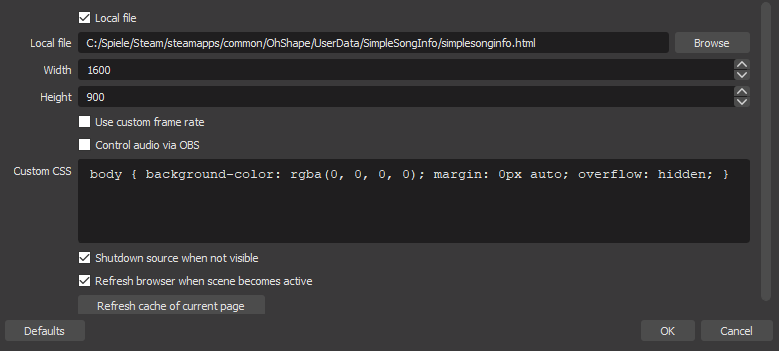 Local file
Local file C:/Spiele/Steam/steamapps/common/OhShape/UserData/SimpleSongInfo/simplesonginfo.html Browse
Width 1600
Height 900
Use custom frame rate
Control audio via OBS
Custom CSS body { background-color: rgba(0, 0, 0, 0); margin: 0px auto; overflow: hidden; }
Shutdown source when not visible
Refresh browser when scene becomes active
Refresh cache of current page
Defaults OK Cancel